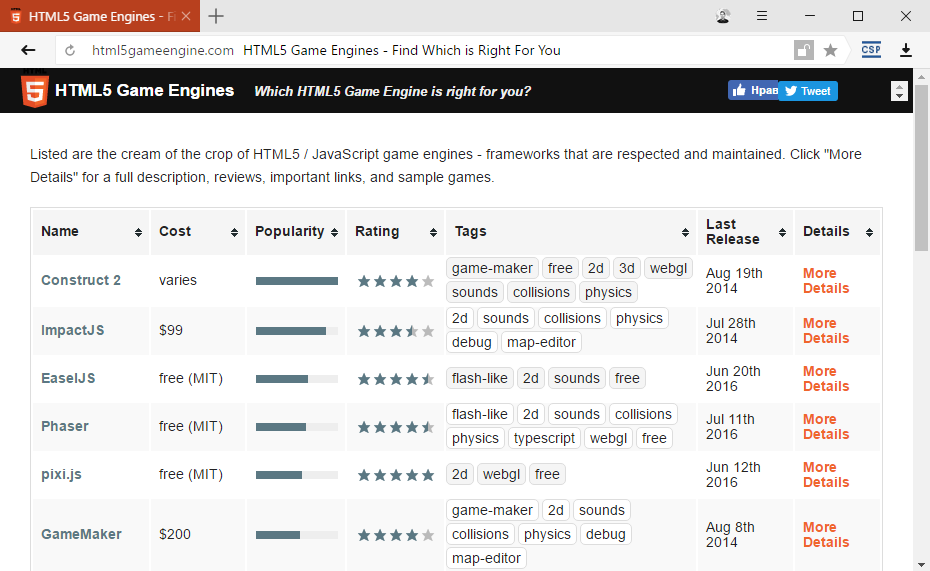 HTML5 Game Engines - Fi
html5gameengine.com HTML5 Game Engines - Find Which is Right For You
CSP
HTML5 Game Engines Which HTML5 Game Engine is right for you? Нрав Tweet
Listed are the cream of the crop of HTML5 / JavaScript game engines - frameworks that are respected and maintained. Click "More
Details" for a full description, reviews, important links, and sample games.
Name Cost Popularity Rating Tags Last Release Details
Construct 2 varies game-maker free 2d 3d webgl Aug 19th More
sounds collisions physics 2014 Details
ImpactJS $99 2d sounds collisions physics Jul 28th More
debug map-editor 2014 Details
EaselJS free (MIT) flash-like 2d sounds free Jun 20th More
2016 Details
Phaser free (MIT) flash-like 2d sounds collisions Jul 11th More
physics typescript webgl free 2016 Details
pixi.js free (MIT) 2d webgl free Jun 12th More
2016 Details
GameMaker $200 game-maker 2d sounds Aug 8th More
collisions physics debug 2014 Details
map-editor